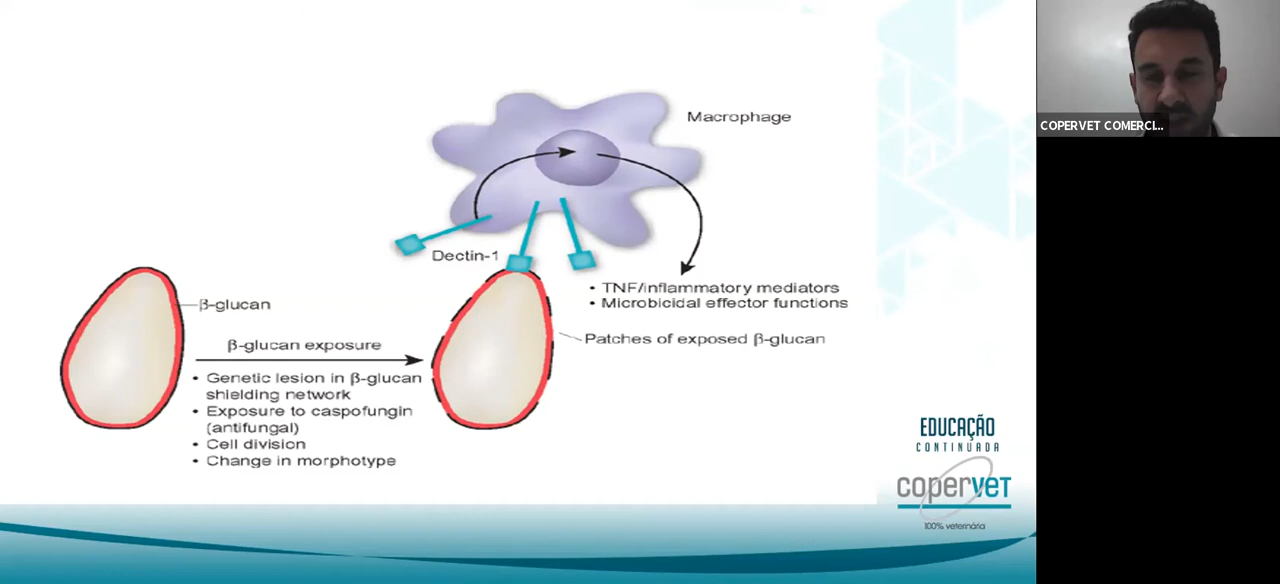 COPERVET COMERCI...
Macrophage
Dectin-1
• TNF/inflammatory mediators
• Microbicidal effector functions
β-glucan
Patches of exposed β-glucan
β-glucan exposure
• Genetic lesion in β-glucan
shielding network
• Exposure to caspofungin
(antifungal)
• Cell division
• Change in morphotype
EDUCAÇÃO
CONTINUADA
copervet
100% veterinária